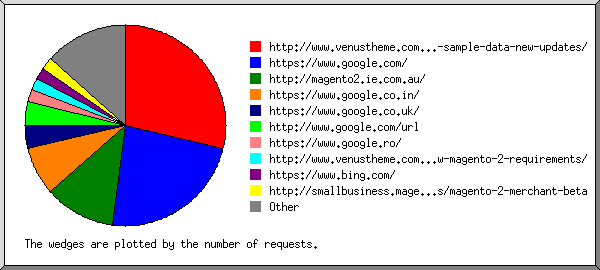 http://www.venustheme.com...-sample-data-new-updates/
https://www.google.com/
http://magento2.ie.com.au/
https://www.google.co.in/
https://www.google.co.uk/
http://www.google.com/url
https://www.google.ro/
http://www.venustheme.com...w-magento-2-requirements/
https://www.bing.com/
http://smallbusiness.mage...s/magento-2-merchant-beta
Other
The wedges are plotted by the number of requests.